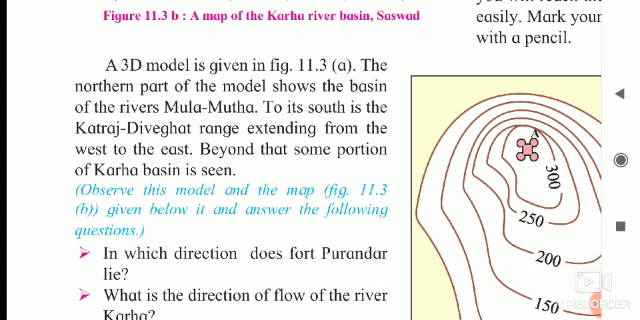 Figure 11.3 b : A map of the Karha river basin, Saswad
A 3D model is given in fig. 11.3 (a). The
northern part of the model shows the basin
of the rivers Mula-Mutha. To its south is the
Katraj-Diveghat range extending from the
west to the east. Beyond that some portion
of Karha basin is seen.
(Observe this model and the map (fig. 11.3
(b)) given below it and answer the following
questions.)
➢ In which direction does fort Purandar
lie?
➢ What is the direction of flow of the river
Karha?
easily. Mark your
with a pencil.
A
300
250
200
150
RECORDER